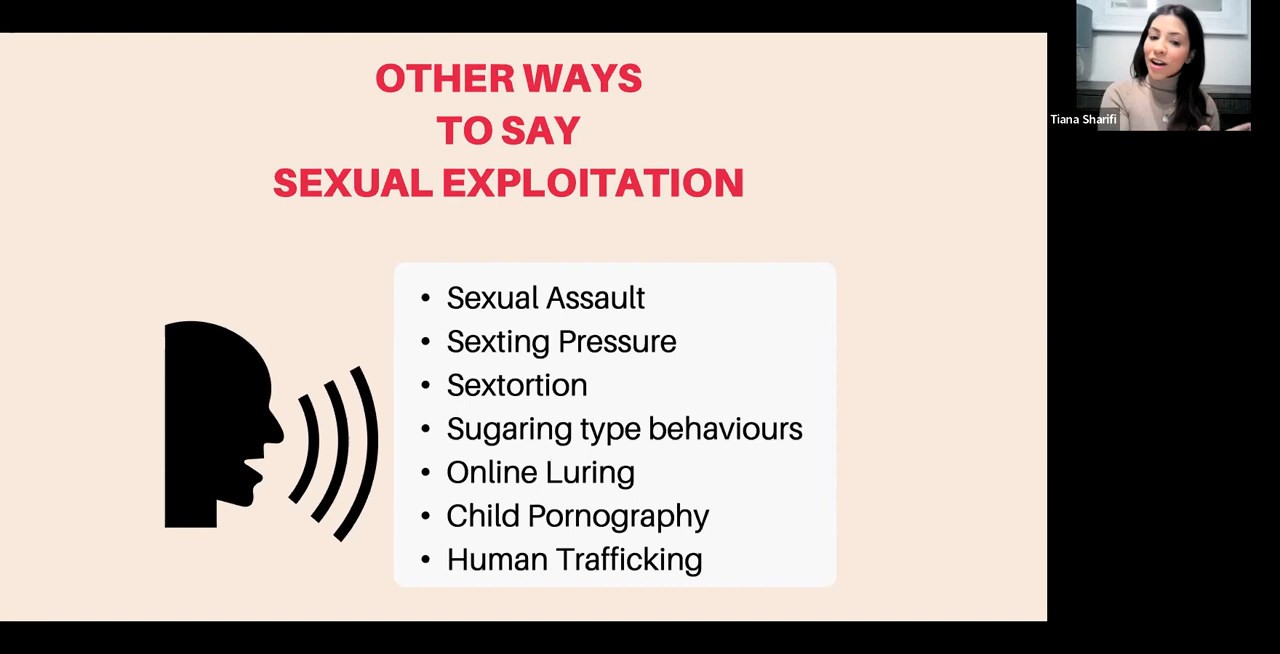 OTHER WAYS
TO SAY
SEXUAL EXPLOITATION
• Sexual Assault
• Sexting Pressure
• Sextortion
• Sugaring type behaviours
• Online Luring
• Child Pornography
• Human Trafficking
Tiana Sharifi